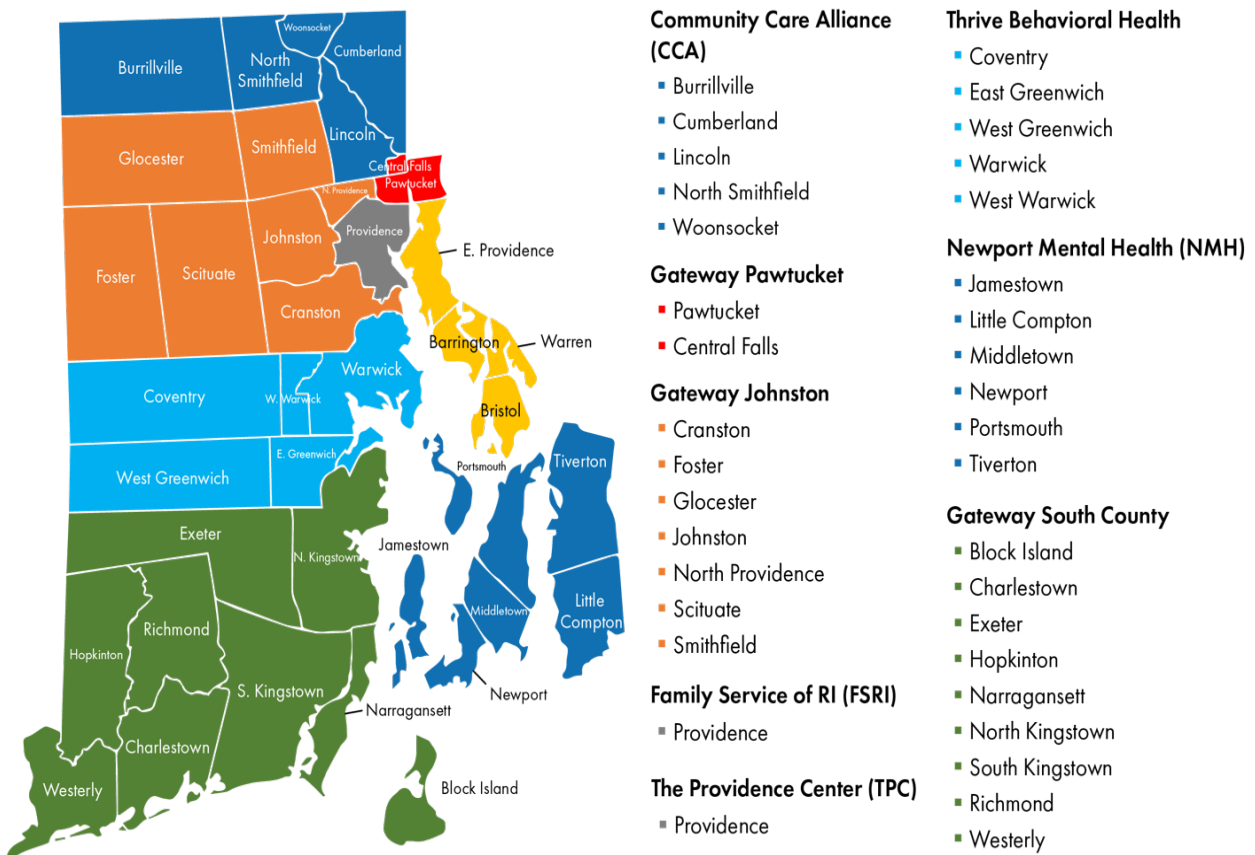 Woonsocket
Cumberland
Burrillville
North
Smithfield
Lincoln
Glocester
Smithfield
Central Falls
Pawtucket
N. Providence
Johnston
Providence
E. Providence
Foster
Scituate
Cranston
Barrington
Warren
Warwick
Coventry
W. Warwick
Bristol
E. Greenwich
West Greenwich
Portsmouth
Tiverton
Exeter
N. Kingstown
Jamestown
Richmond
Middletown
Little
Compton
Hopkinton
S. Kingstown
Newport
Narragansett
Charlestown
Westerly
Block Island
Community Care Alliance
(CCA)
▪ Burrillville
▪ Cumberland
▪ Lincoln
▪ North Smithfield
▪ Woonsocket
Gateway Pawtucket
▪ Pawtucket
▪ Central Falls
Gateway Johnston
▪ Cranston
▪ Foster
▪ Glocester
▪ Johnston
▪ North Providence
▪ Scituate
▪ Smithfield
Family Service of RI (FSRI)
▪ Providence
The Providence Center (TPC)
▪ Providence
Thrive Behavioral Health
▪ Coventry
▪ East Greenwich
▪ West Greenwich
▪ Warwick
▪ West Warwick
Newport Mental Health (NMH)
▪ Jamestown
▪ Little Compton
▪ Middletown
▪ Newport
▪ Portsmouth
▪ Tiverton
Gateway South County
▪ Block Island
▪ Charlestown
▪ Exeter
▪ Hopkinton
▪ Narragansett
▪ North Kingstown
▪ South Kingstown
▪ Richmond
▪ Westerly